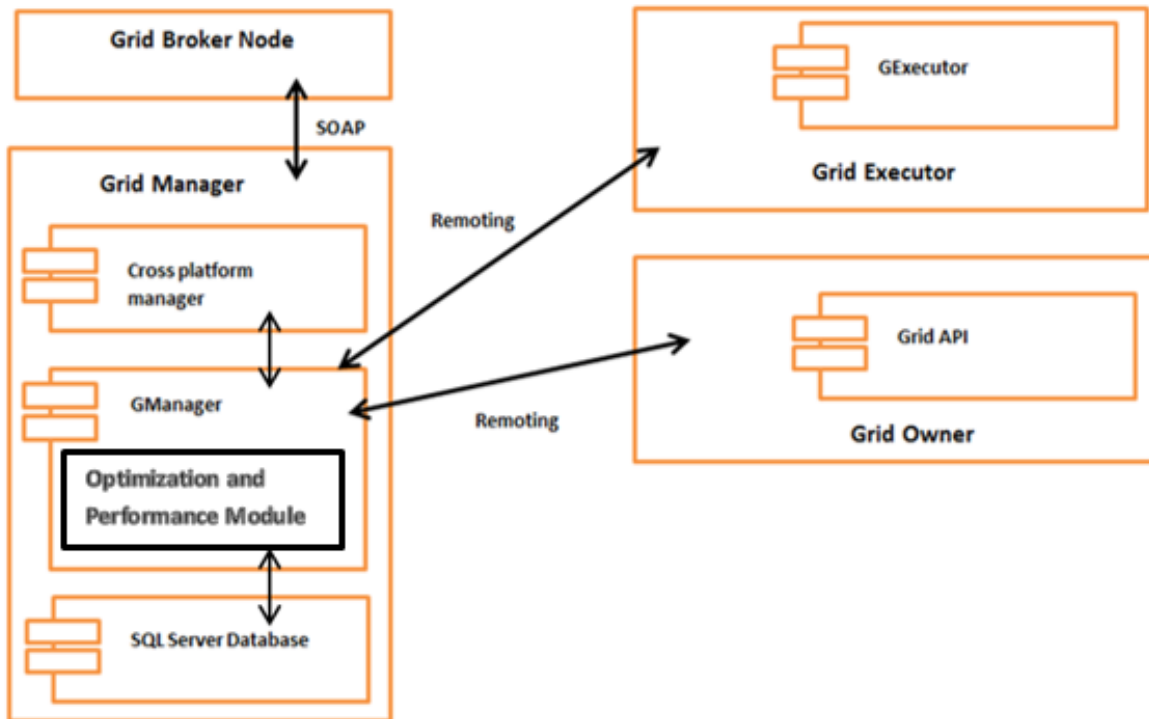 Grid Broker Node
SOAP
Grid Manager
Cross platform
manager
GManager
Optimization and
Performance Module
SQL Server Database
Remoting
Remoting
GExecutor
Grid Executor
Grid API
Grid Owner